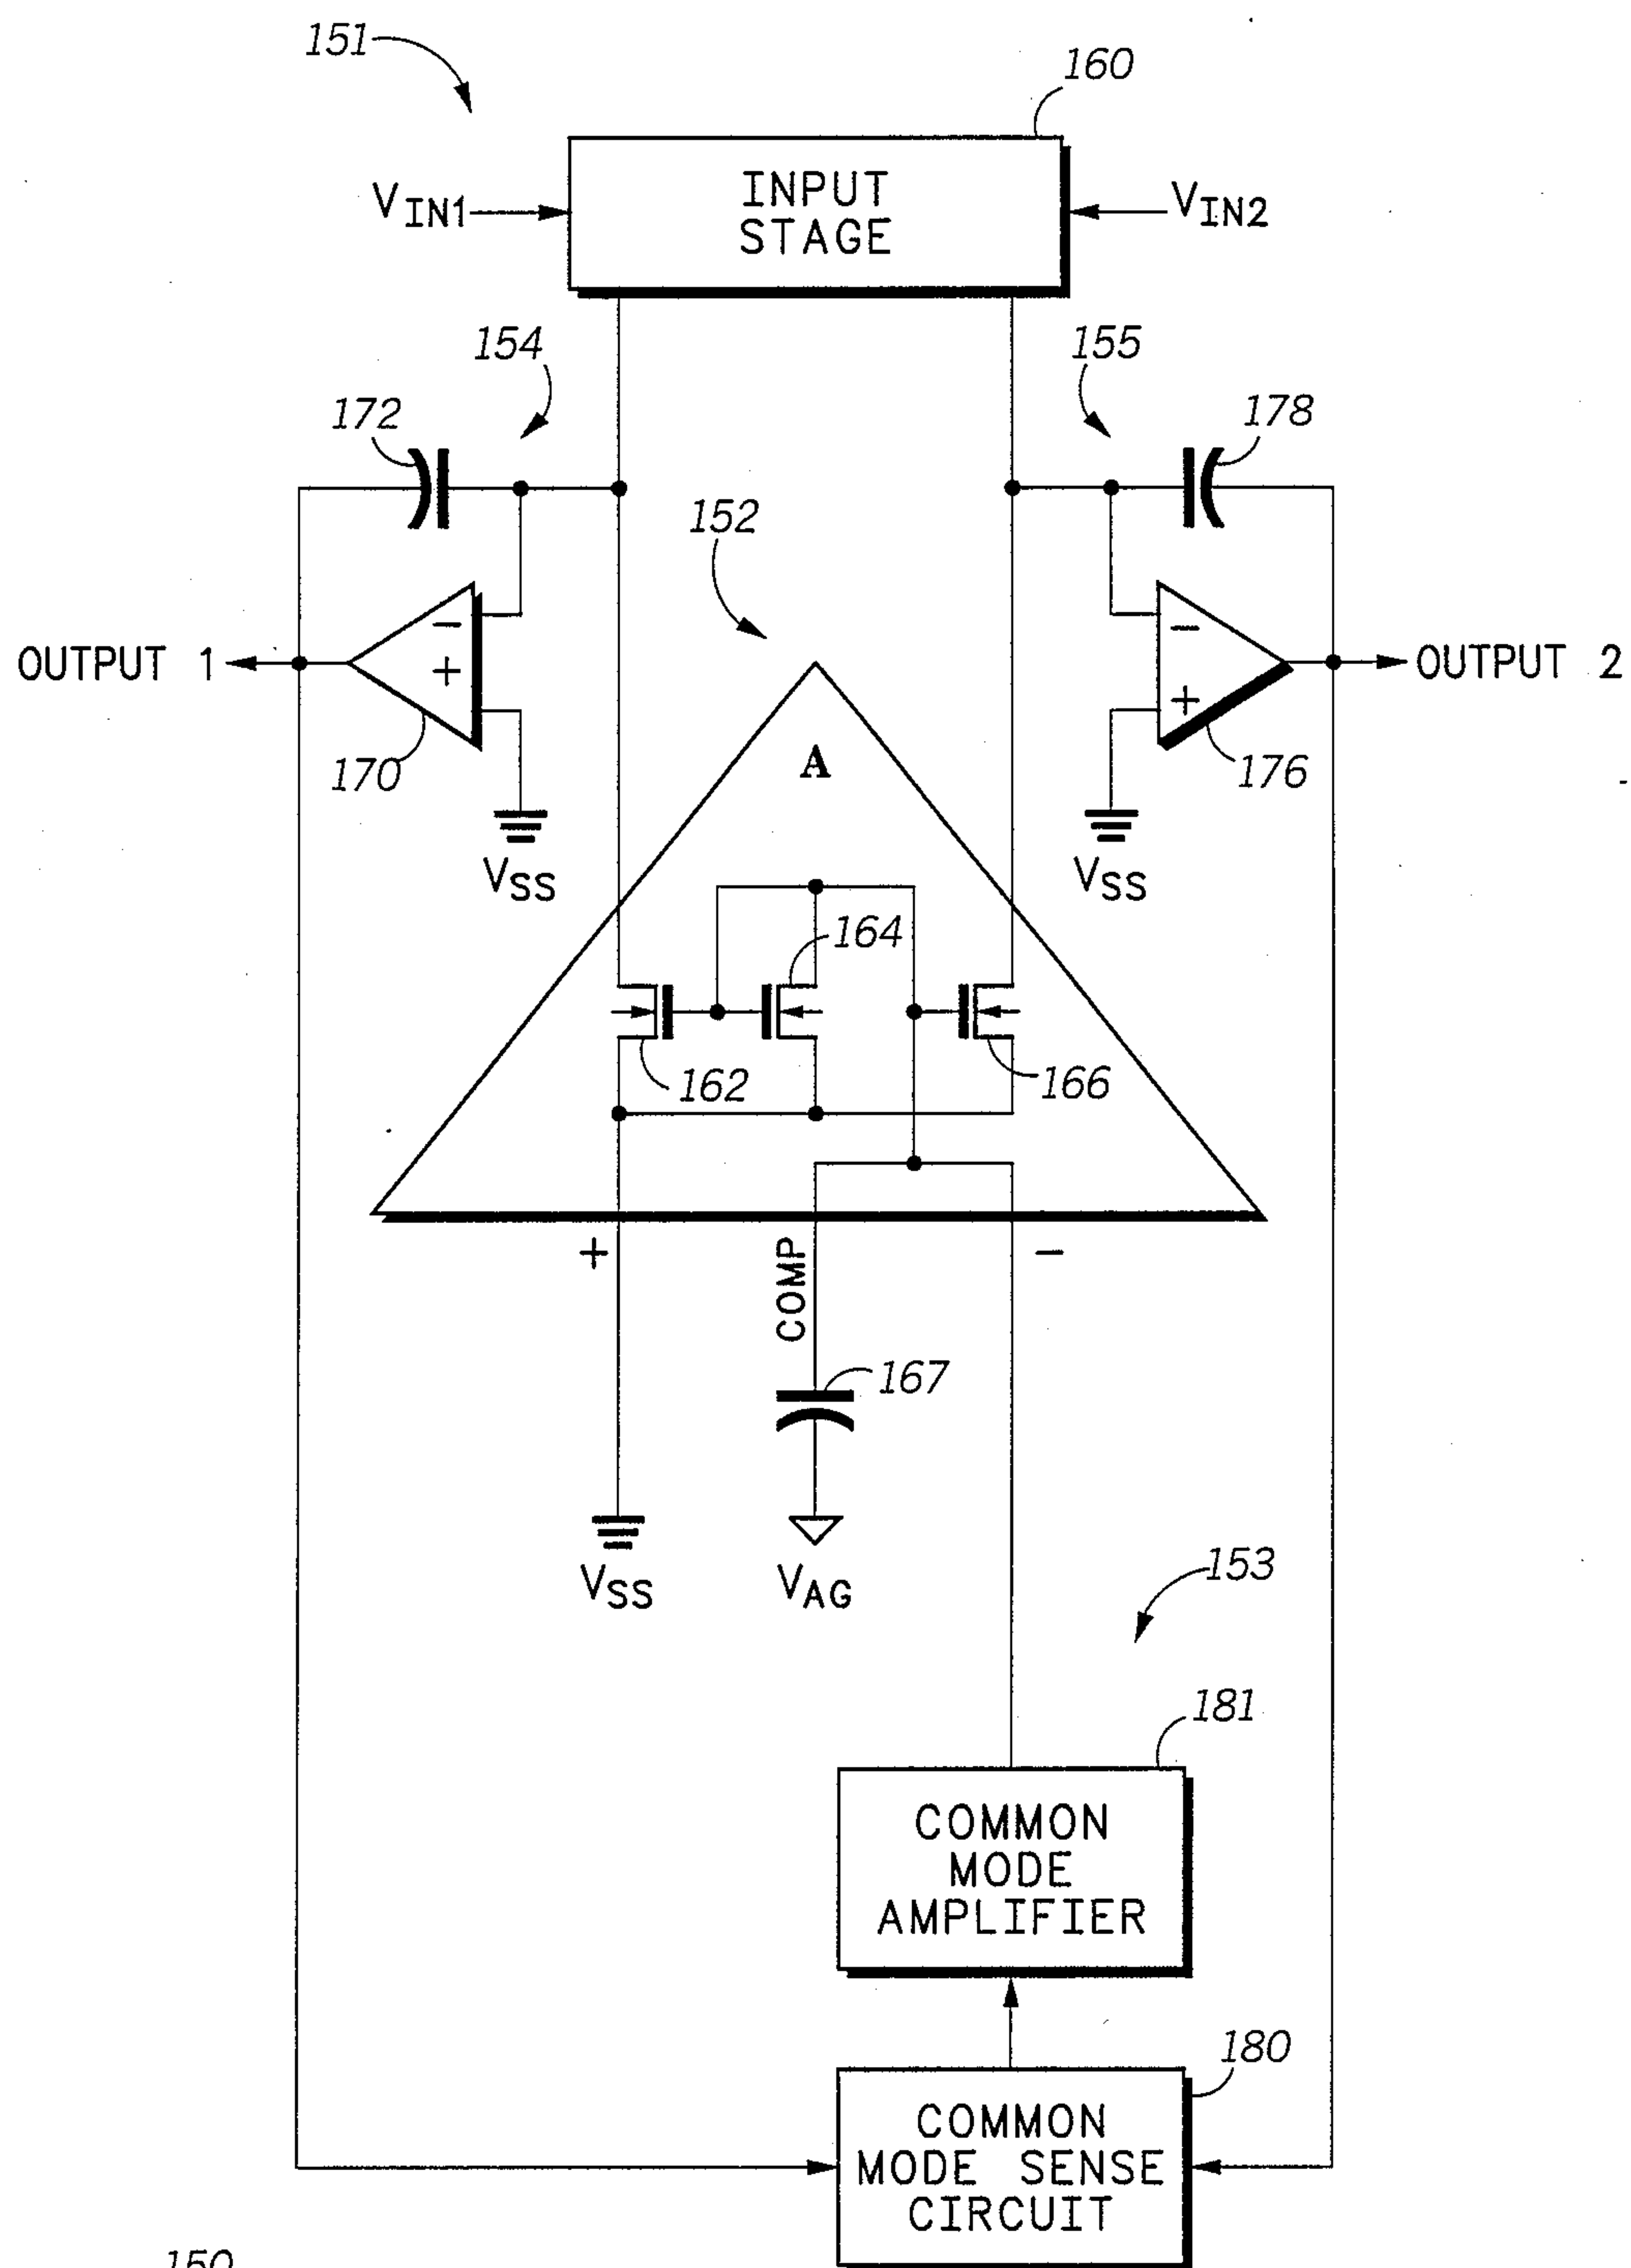 151
160
INPUT
STAGE
VIN1
VIN2
154
155
172
178
152
−
+
−
+
OUTPUT 1
OUTPUT 2
170
176
A
VSS
VSS
164
162
166
+
COMP
−
167
VSS
VAG
153
181
COMMON
MODE
AMPLIFIER
180
COMMON
MODE SENSE
CIRCUIT
150